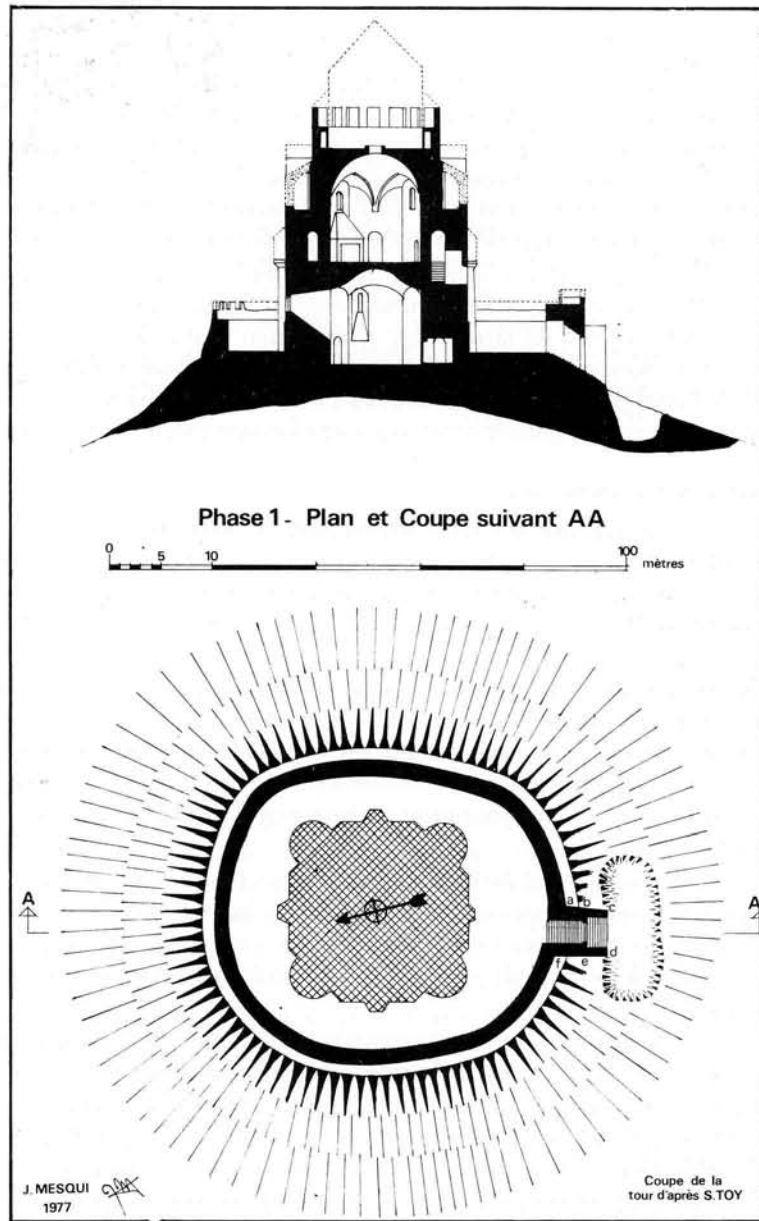 Phase 1 - Plan et Coupe suivant AA
0 5 10 100
mètres
A A
a b
c
d
f e
J. MESQUI
1977
Coupe de la
tour d'après S.TOY